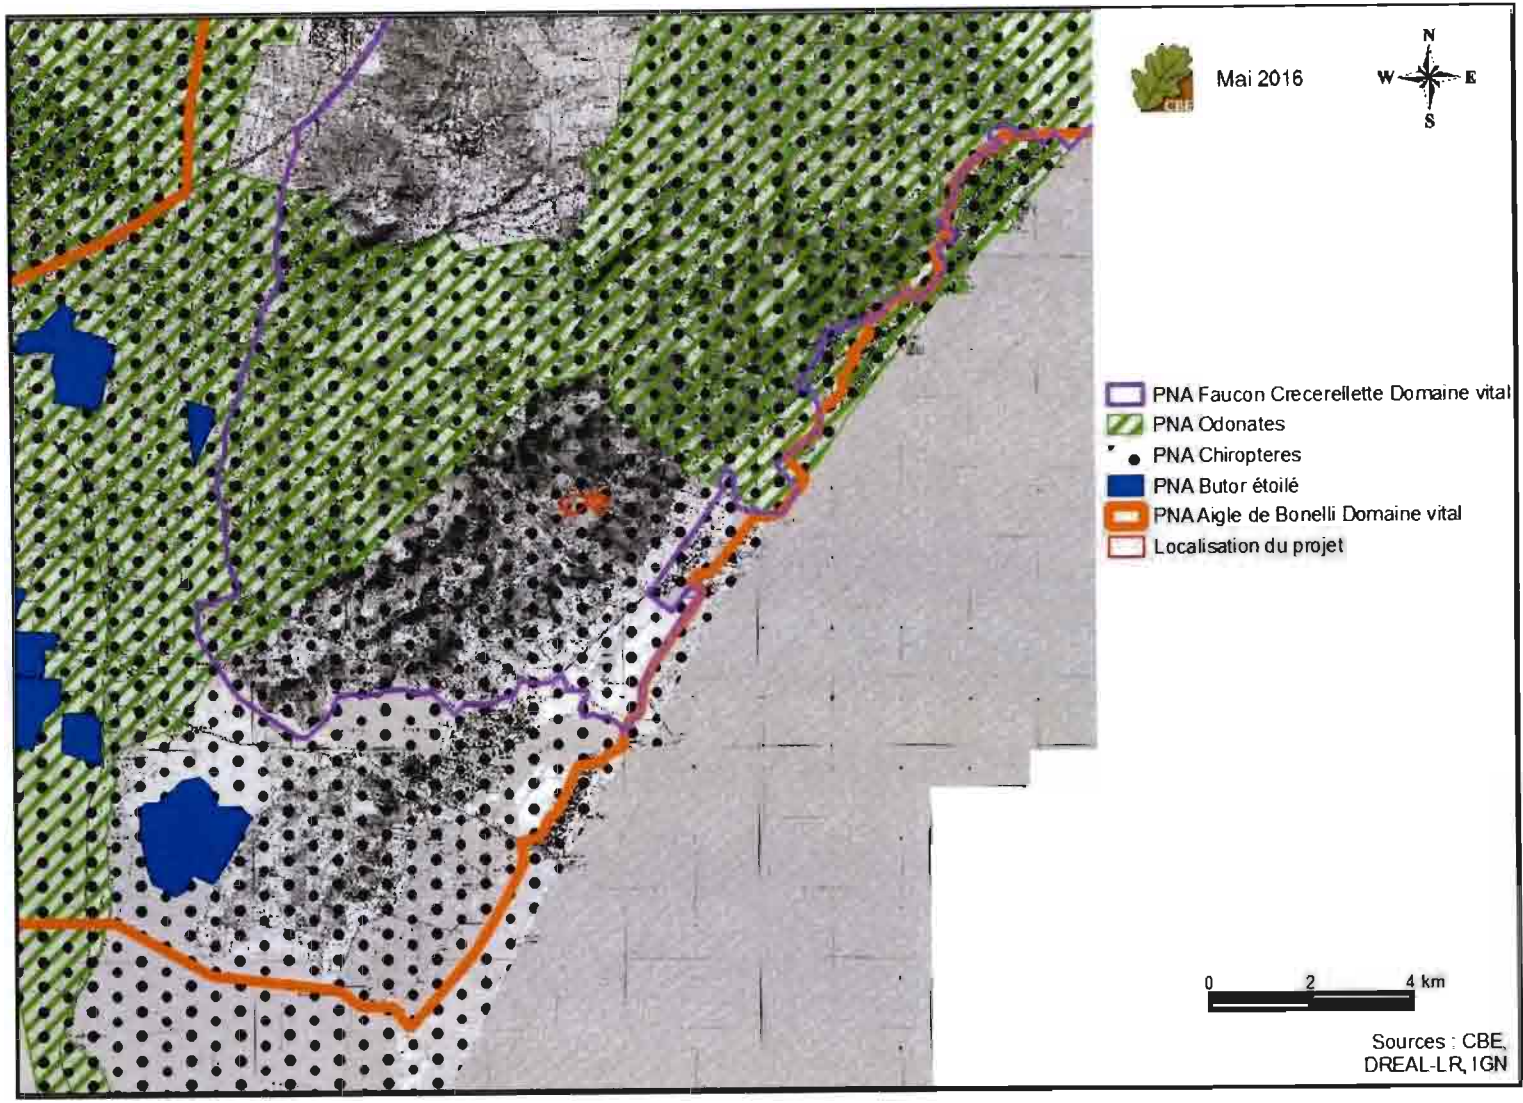 CBE
Mai 2016
N
W E
S
PNA Faucon Crecerellette Domaine vital
PNA Odonates
PNA Chiropteres
PNA Butor étoilé
PNA Aigle de Bonelli Domaine vital
Localisation du projet
0 2 4 km
Sources : CBE,
DREAL-LR, IGN